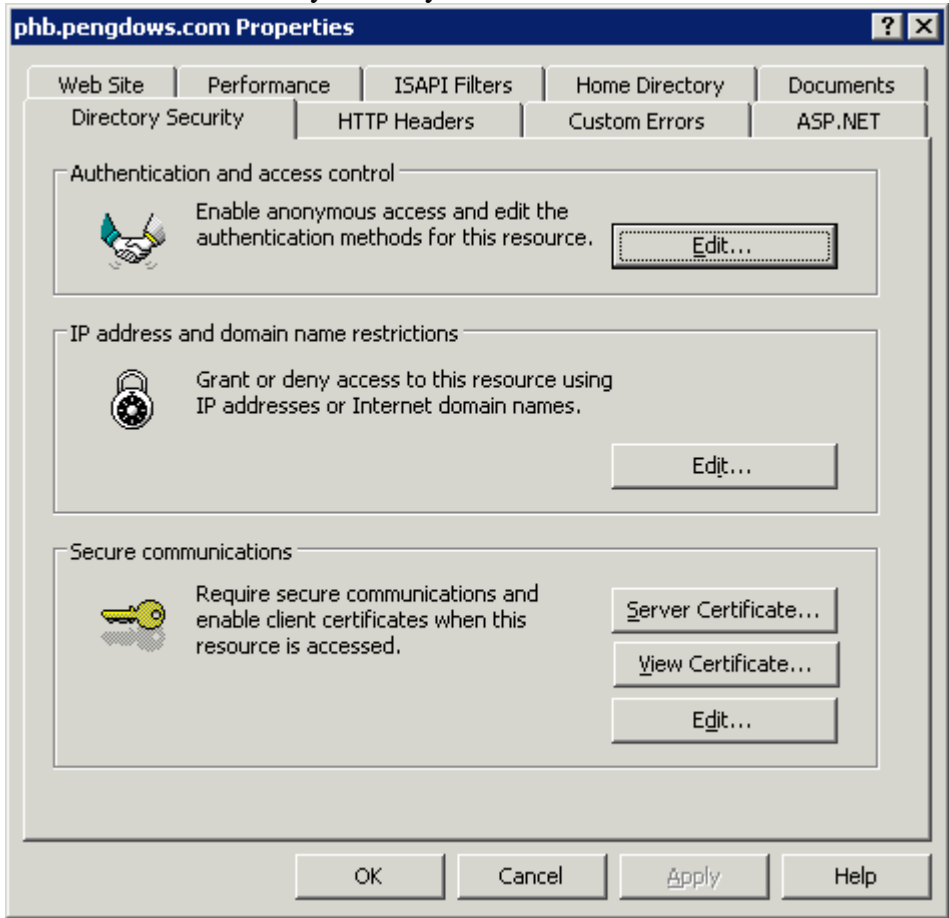 phb.pengdows.com Properties
Web Site Performance ISAPI Filters Home Directory Documents
Directory Security HTTP Headers Custom Errors ASP.NET
Authentication and access control
Enable anonymous access and edit the
authentication methods for this resource.
Edit...
IP address and domain name restrictions
Grant or deny access to this resource using
IP addresses or Internet domain names.
Edit...
Secure communications
Require secure communications and
enable client certificates when this
resource is accessed.
Server Certificate...
View Certificate...
Edit...
OK Cancel Apply Help